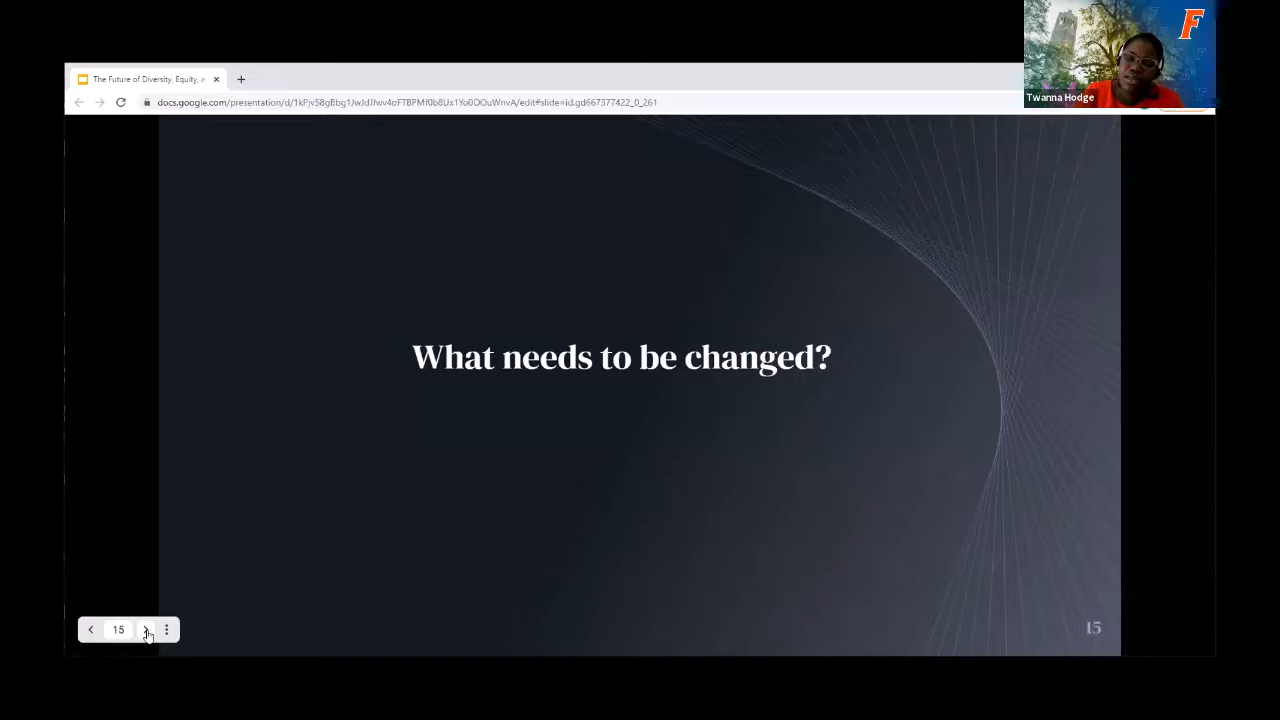 F
Twanna Hodge
The Future of Diversity, Equity, a
What needs to be changed?
15
15